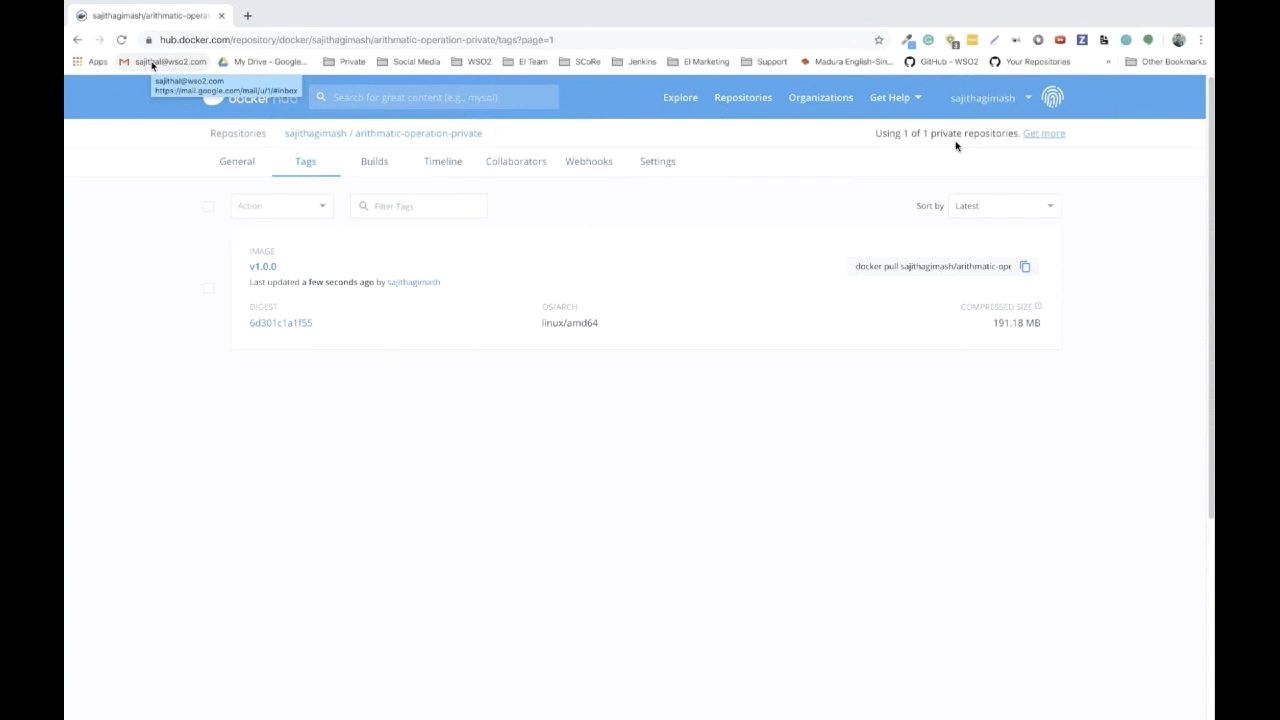 sajithagimash/arithmatic-operat
hub.docker.com/repository/docker/sajithagimash/arithmatic-operation-private/tags?page=1
Apps sajithal@wso2.com My Drive - Google... Private Social Media WSO2 EI Team SCoRe Jenkins EI Marketing Support Madura English-Sin... GitHub - WSO2 Your Repositories » Other Bookmarks
sajithal@wso2.com
https://mail.google.com/mail/u/1/#inbox
Search for great content (e.g., mysql) Explore Repositories Organizations Get Help sajithagimash
Repositories sajithagimash / arithmatic-operation-private Using 1 of 1 private repositories. Get more
General Tags Builds Timeline Collaborators Webhooks Settings
Action Filter Tags Sort by Latest
IMAGE
v1.0.0 docker pull sajithagimash/arithmatic-ope
Last updated a few seconds ago by sajithagimash
DIGEST OS/ARCH COMPRESSED SIZE
6d301c1a1f55 linux/amd64 191.18 MB